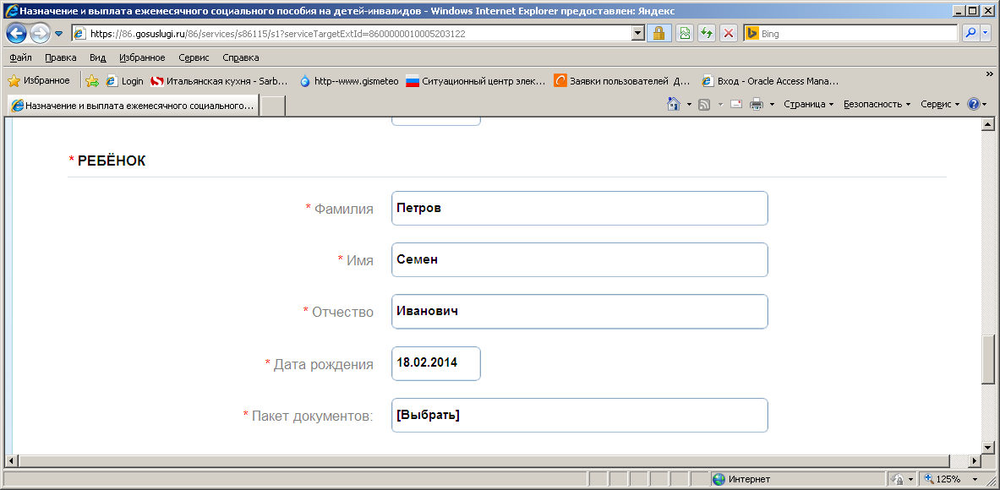 Назначение и выплата ежемесячного социального пособия на детей-инвалидов - Windows Internet Explorer предоставлен: Яндекс
https://86.gosuslugi.ru/86/services/s86115/s1?serviceTargetExtId=8600000010005203122
Bing
Файл Правка Вид Избранное Сервис Справка
Избранное Login Итальянская кухня - Sarb... http--www.gismeteo Ситуационный центр элек... Заявки пользователей Д... Вход - Oracle Access Mana... »
Назначение и выплата ежемесячного социального... Страница Безопасность Сервис
* РЕБЁНОК
* Фамилия Петров
* Имя Семен
* Отчество Иванович
* Дата рождения 18.02.2014
* Пакет документов: [Выбрать]
Интернет 125%